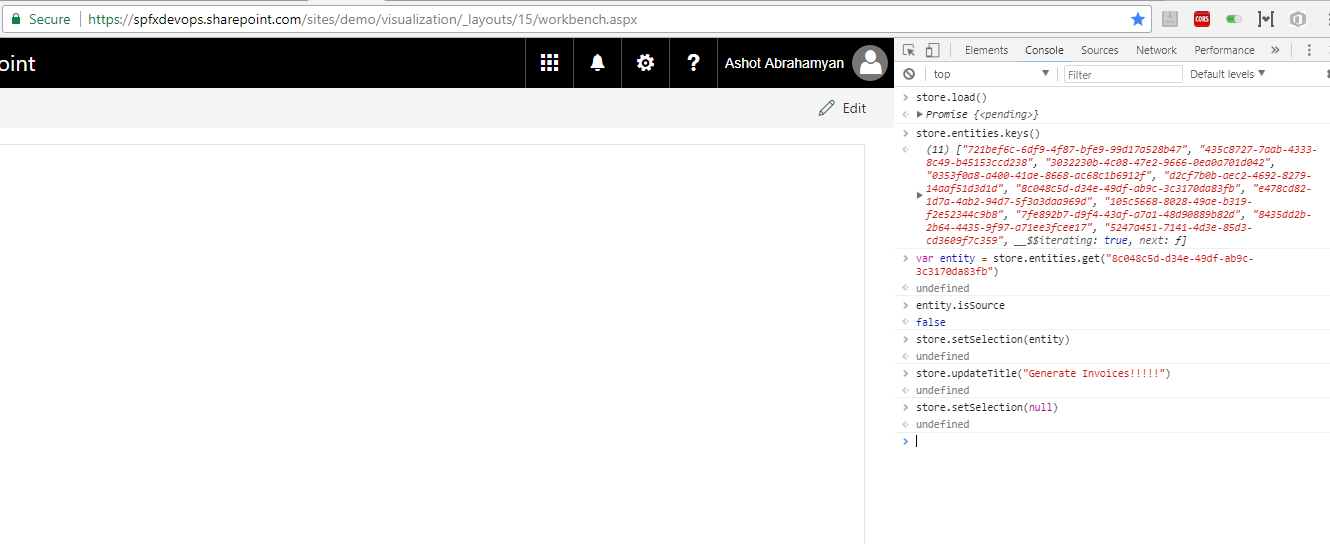 Secure https://spfxdevops.sharepoint.com/sites/demo/visualization/_layouts/15/workbench.aspx
CORS
oint
?
Ashot Abrahamyan
Edit
Elements Console Sources Network Performance »
top Filter Default levels
store.load()
Promise {<pending>}
store.entities.keys()
(11) ["721bef6c-6df9-4f87-bfe9-99d17a528b47", "435c8727-7aab-4333-
8c49-b45153ccd238", "3032230b-4c08-47e2-9666-0ea0a701d042",
"0353f0a8-a400-41ae-8668-ac68c1b6912f", "d2cf7b0b-aec2-4692-8279-
14aaf51d3d1d", "8c048c5d-d34e-49df-ab9c-3c3170da83fb", "e478cd82-
1d7a-4ab2-94d7-5f3a3daa969d", "105c5668-8028-49ae-b319-
f2e52344c9b8", "7fe892b7-d9f4-43af-a7a1-48d90889b82d", "8435dd2b-
2b64-4435-9f97-a71ee3fcee17", "5247a451-7141-4d3e-85d3-
cd3609f7c359", __$$iterating: true, next: ƒ]
var entity = store.entities.get("8c048c5d-d34e-49df-ab9c-
3c3170da83fb")
undefined
entity.isSource
false
store.setSelection(entity)
undefined
store.updateTitle("Generate Invoices!!!!!")
undefined
store.setSelection(null)
undefined